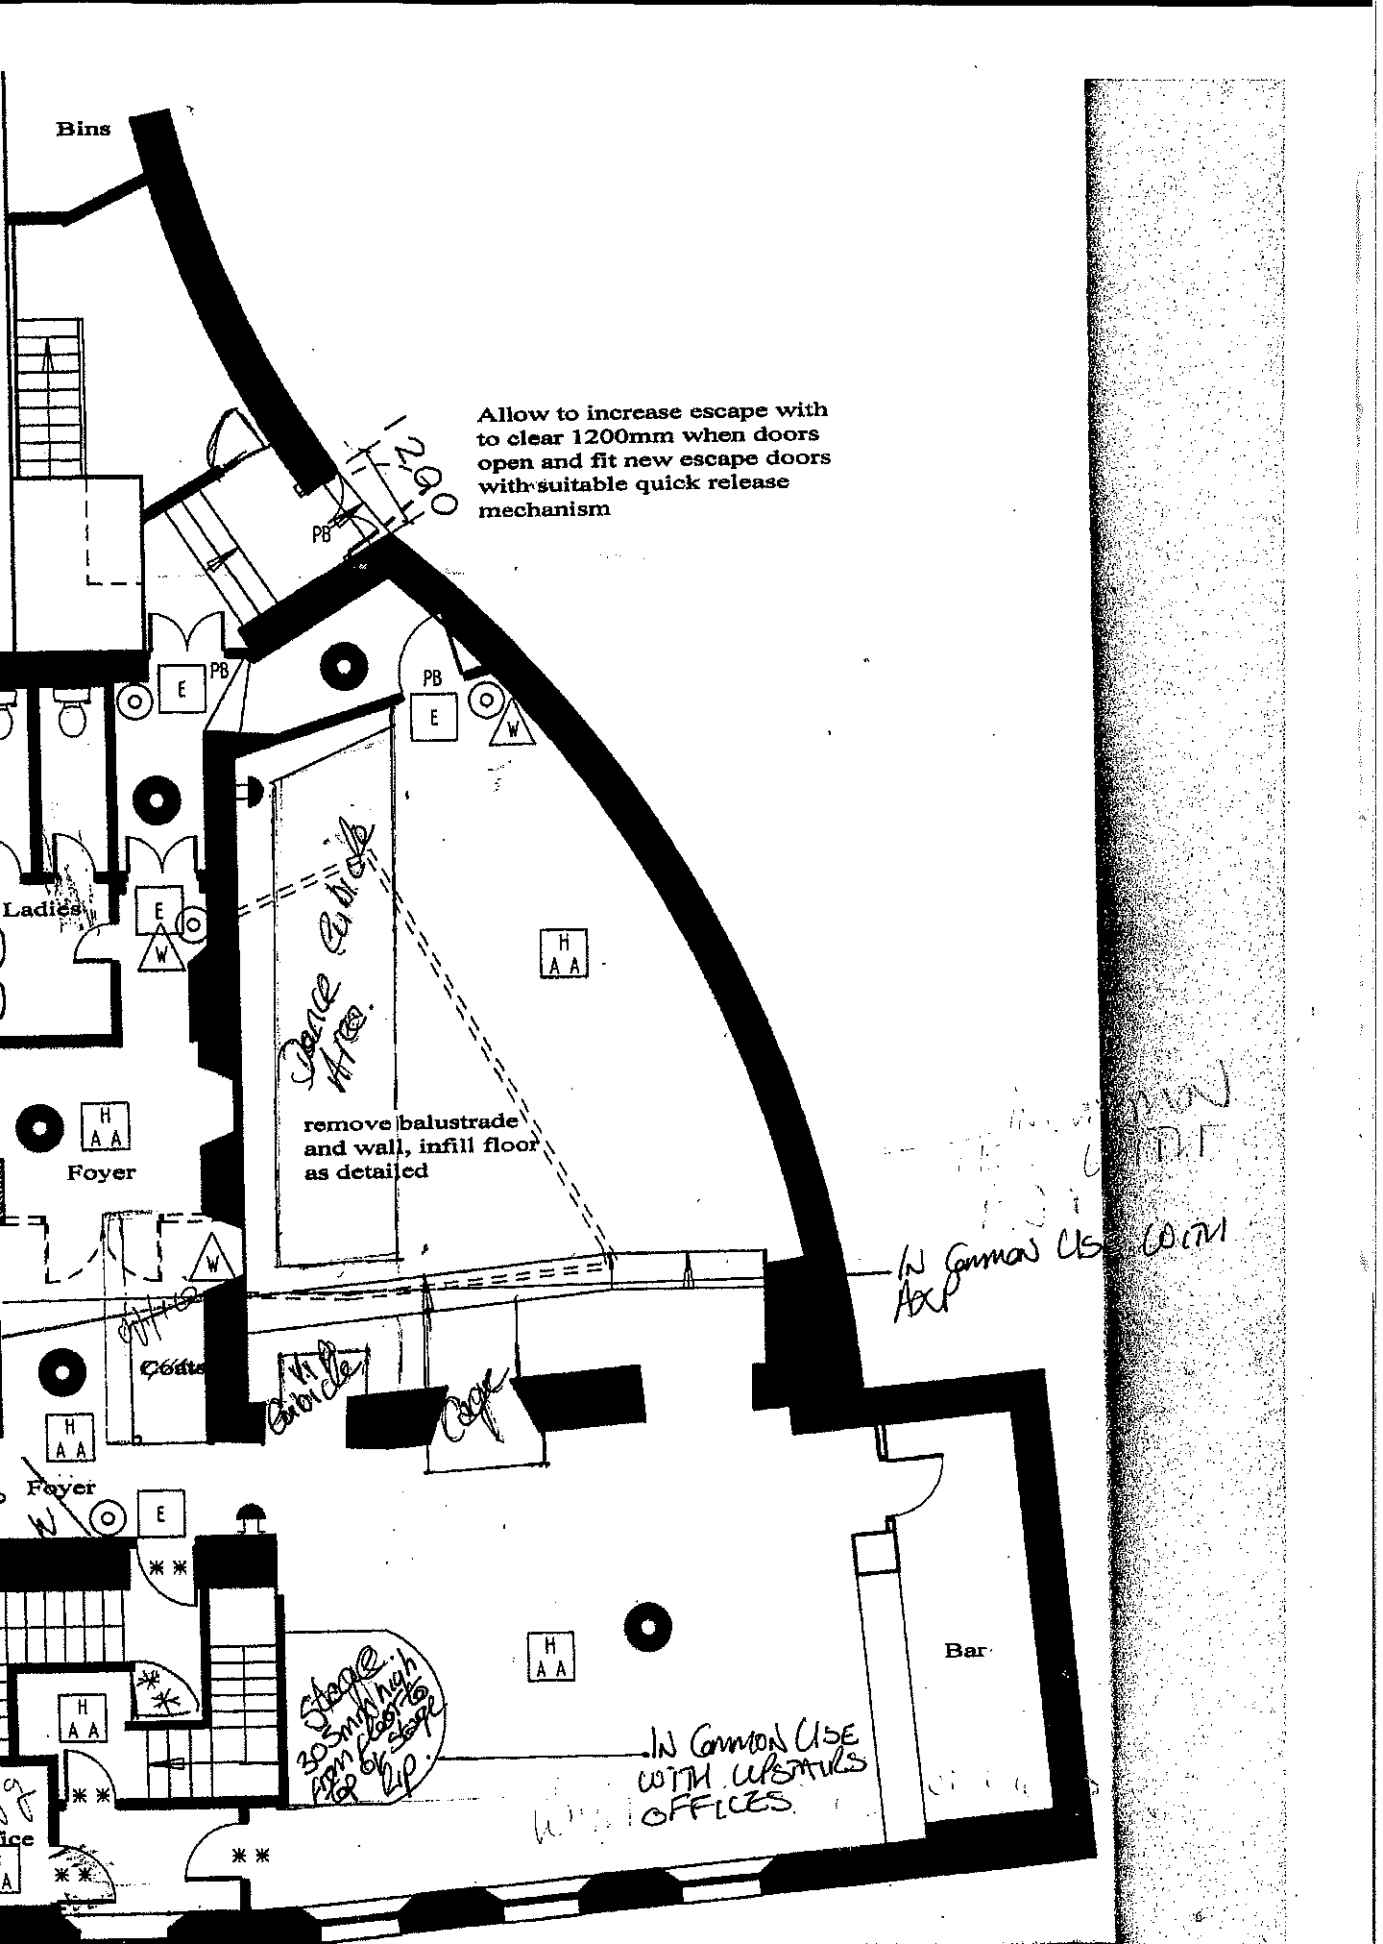 Bins
Allow to increase escape with
to clear 1200mm when doors
open and fit new escape doors
with suitable quick release
mechanism
1200
PB
PB
E
PB
E
W
Ladies
E
W
H
A A
Dance Cubicle
Area.
H
A A
Foyer
remove balustrade
and wall, infill floor
as detailed
W
IN COMMON USE WITH
Coats
V.I.P
Cubicle
Cage
H
A A
Foyer
W
E
** 
**
Stage.
305mm high
from floor to
top of stage
lip.
H
A A
Bar
H
A A
IN COMMON USE
WITH UPSTAIRS
OFFICES
**
ice
A
**
**
6